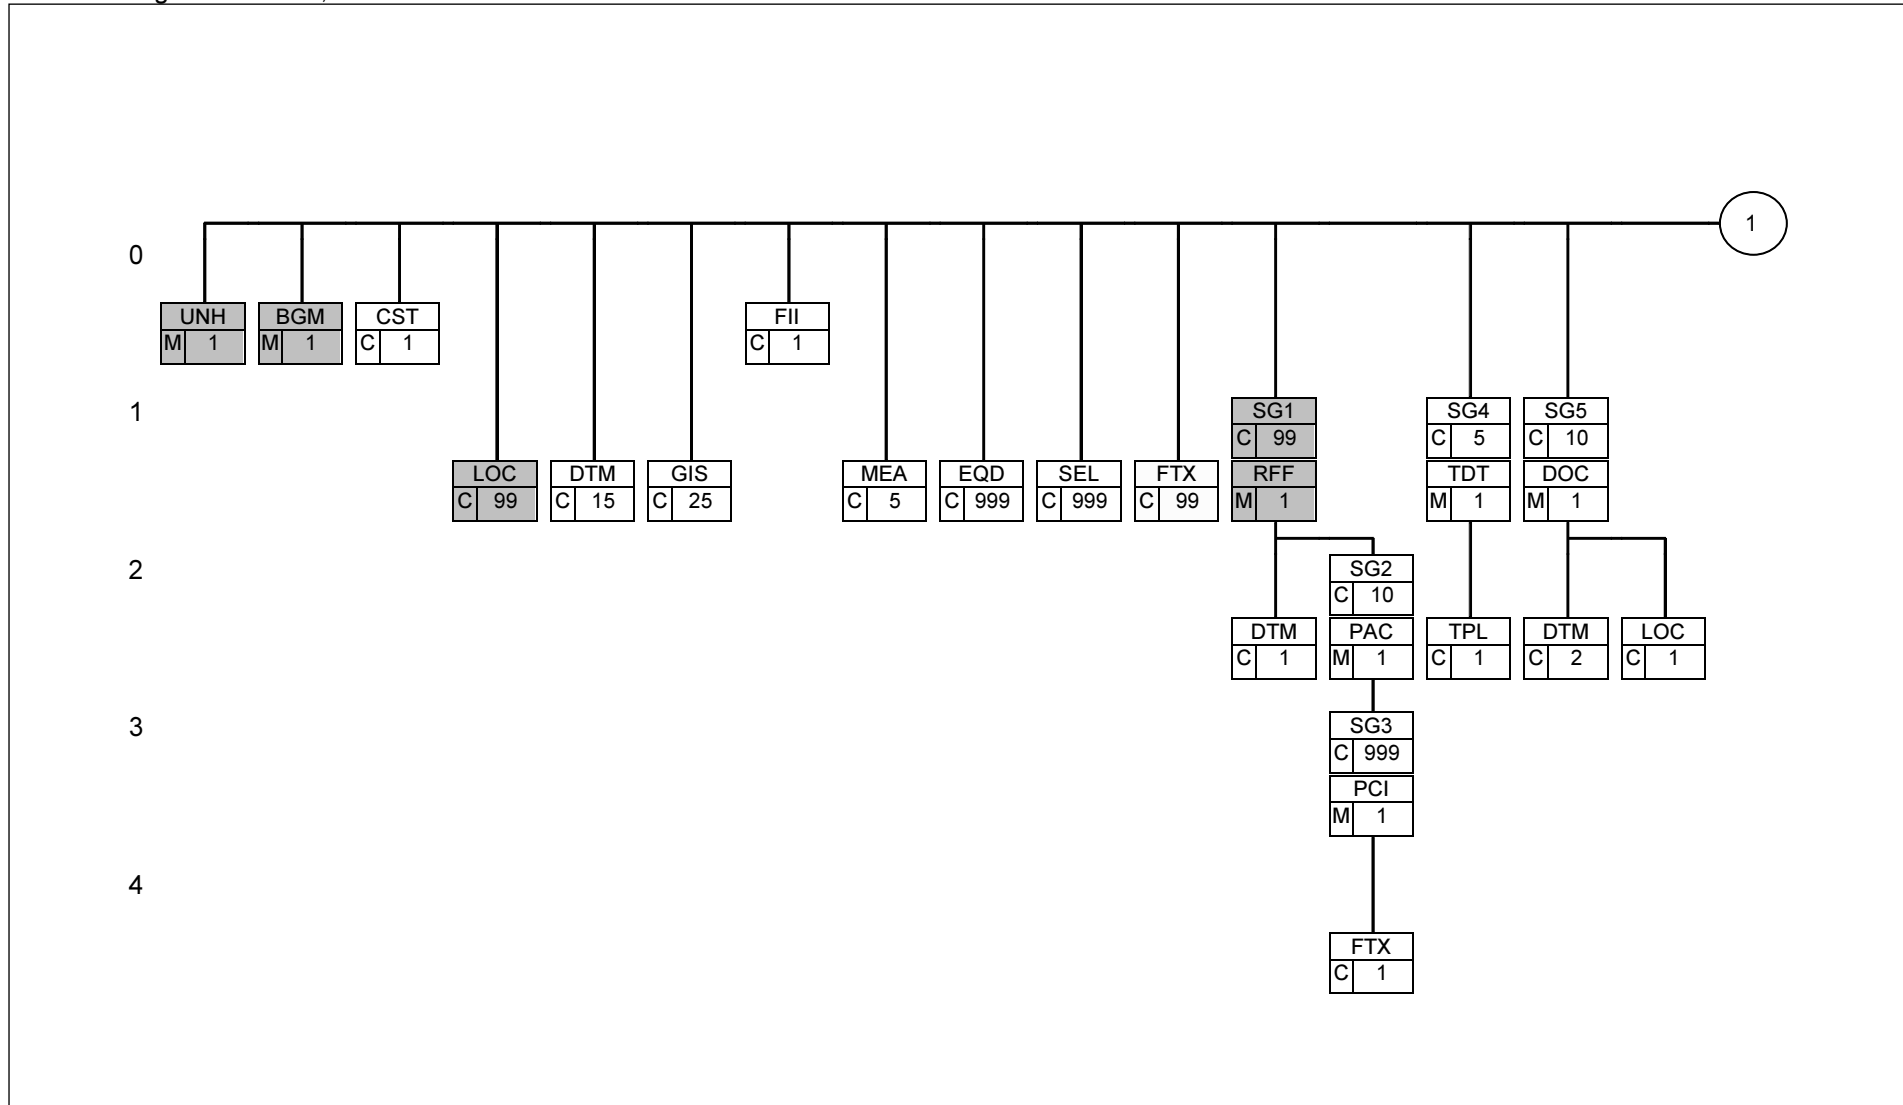 1
0
UNH BGM CST FII
M 1 M 1 C 1 C 1
1
SG1 SG4 SG5
C 99 C 5 C 10
LOC DTM GIS MEA EQD SEL FTX RFF TDT DOC
C 99 C 15 C 25 C 5 C 999 C 999 C 99 M 1 M 1 M 1
2
SG2
C 10
DTM PAC TPL DTM LOC
C 1 M 1 C 1 C 2 C 1
3
SG3
C 999
PCI
M 1
4
FTX
C 1